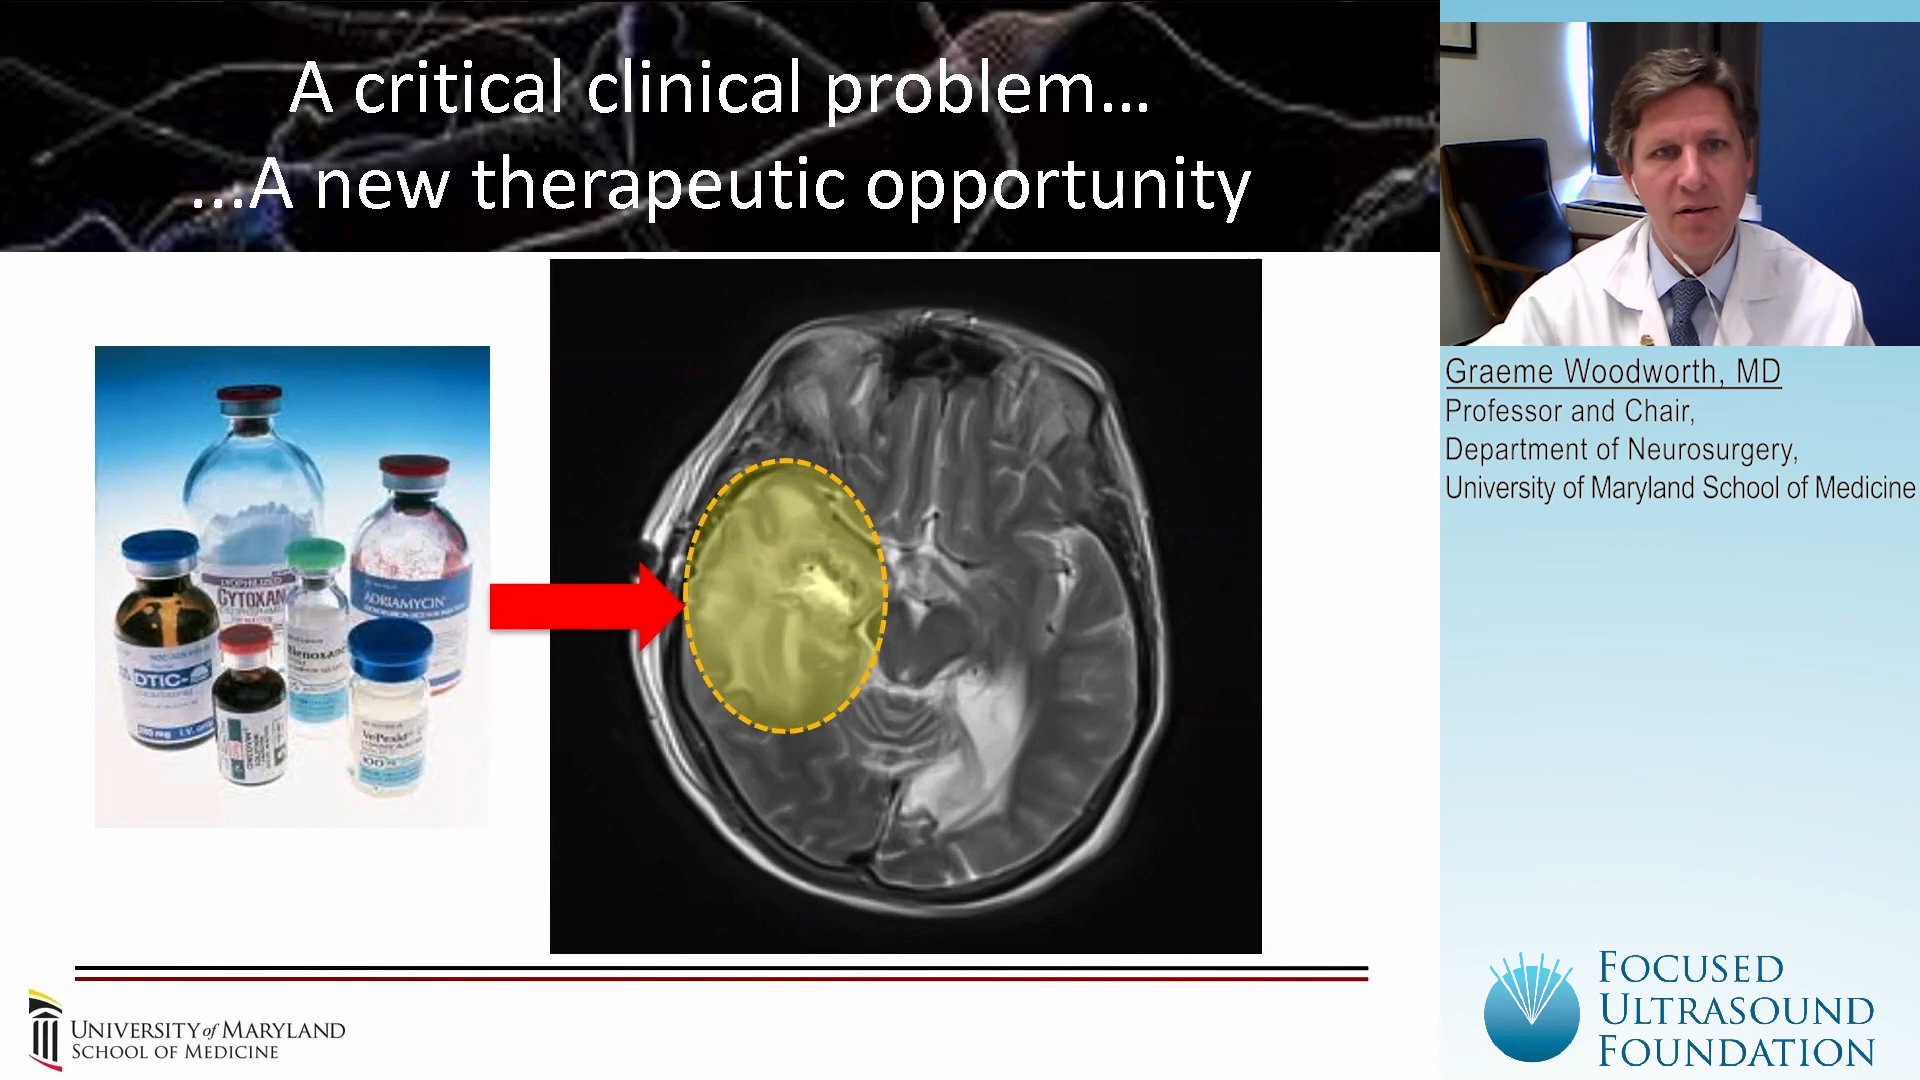 A critical clinical problem…
...A new therapeutic opportunity
Graeme Woodworth, MD
Professor and Chair,
Department of Neurosurgery,
University of Maryland School of Medicine
CYTOXAN
ADRIAMYCIN
DTIC-
VePesid
UNIVERSITY of MARYLAND
SCHOOL OF MEDICINE
FOCUSED
ULTRASOUND
FOUNDATION